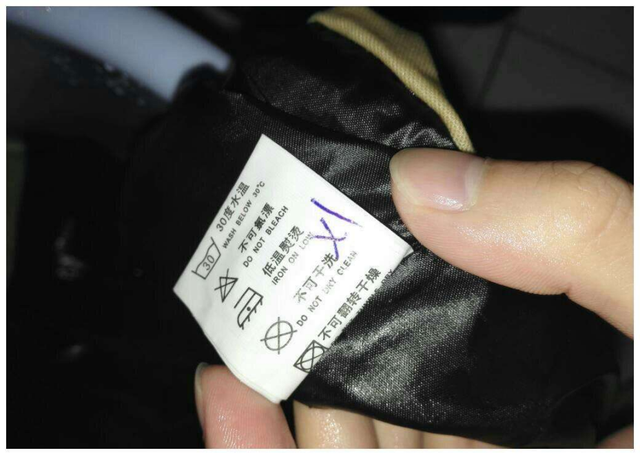 30度水温
WASH BELOW 30°C
30
不可氯漂
DO NOT BLEACH
低温熨烫
IRON ON LOW
不可干洗
DO NOT DRY CLEAN
不可翻转干燥